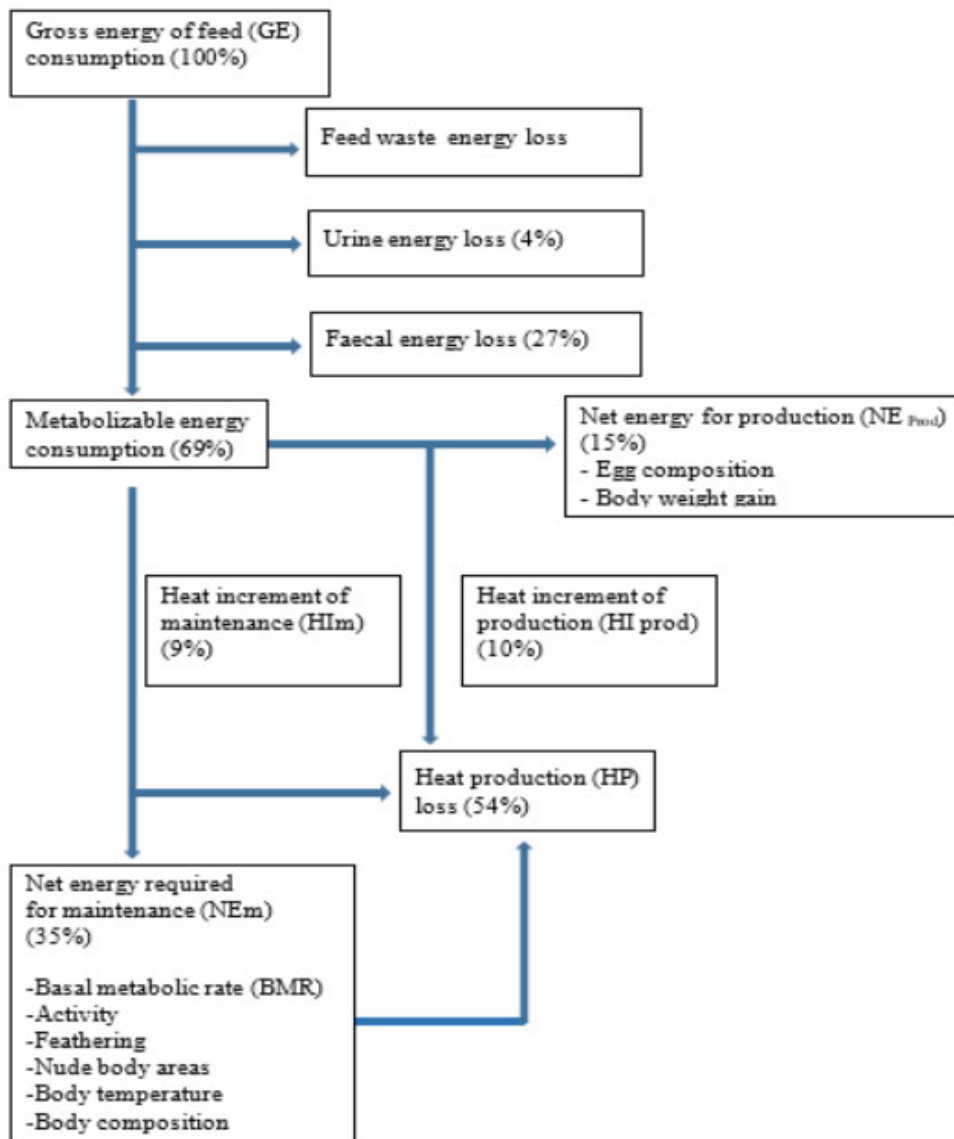 Gross energy of feed (GE)
consumption (100%)
Feed waste energy loss
Urine energy loss (4%)
Faecal energy loss (27%)
Metabolizable energy
consumption (69%)
Net energy for production (NE Prod)
(15%)
- Egg composition
- Body weight gain
Heat increment of
maintenance (HIm)
(9%)
Heat increment of
production (HI prod)
(10%)
Heat production (HP)
loss (54%)
Net energy required
for maintenance (NEm)
(35%)
-Basal metabolic rate (BMR)
-Activity
-Feathering
-Nude body areas
-Body temperature
-Body composition